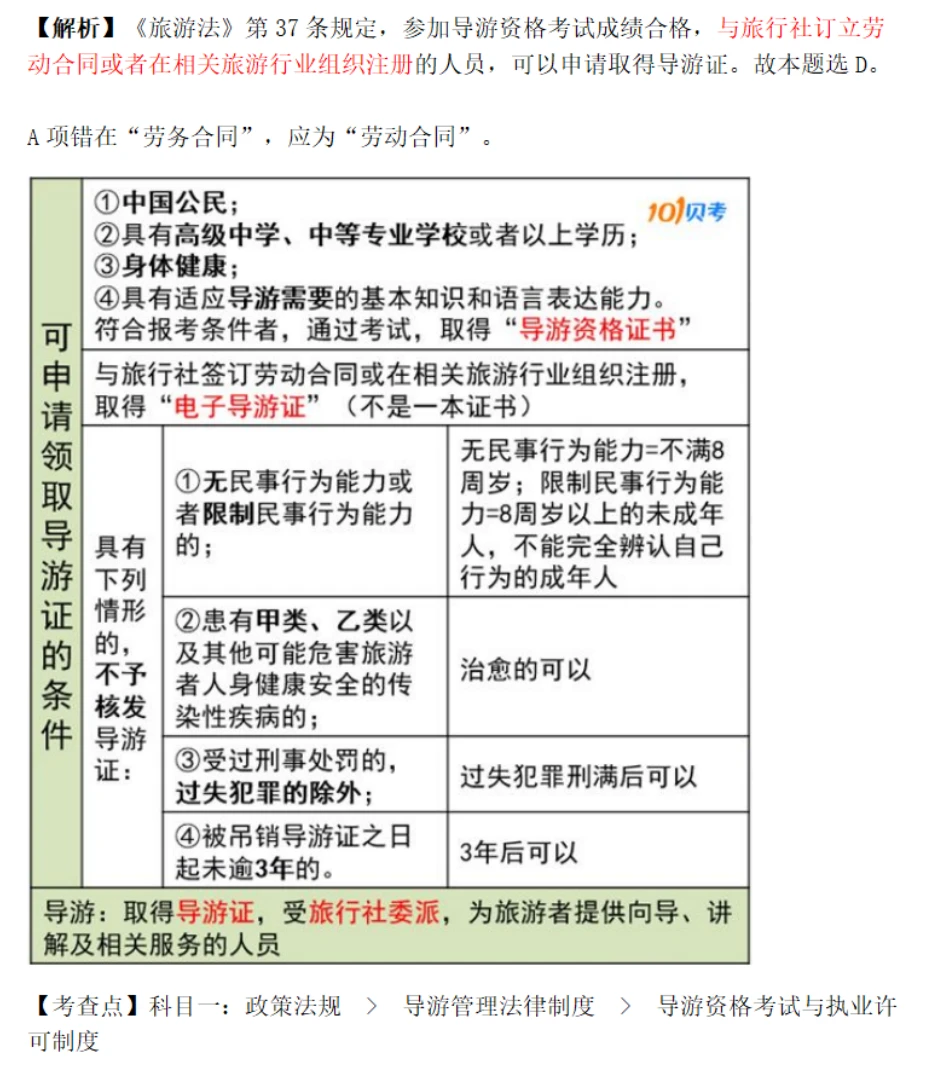 【解析】《旅游法》第 37 条规定，参加导游资格考试成绩合格，与旅行社订立劳
动合同或者在相关旅游行业组织注册的人员，可以申请取得导游证。故本题选 D。
A 项错在“劳务合同”，应为“劳动合同”。
可申请领取导游证的条件
①中国公民；
101贝考
②具有高级中学、中等专业学校或者以上学历；
③身体健康；
④具有适应导游需要的基本知识和语言表达能力。
符合报考条件者，通过考试，取得“导游资格证书”
与旅行社签订劳动合同或在相关旅游行业组织注册，
取得“电子导游证”（不是一本证书）
具有
下列
情形
的，
不予
核发
导游
证：
①无民事行为能力或
者限制民事行为能力
的；
无民事行为能力=不满8
周岁；限制民事行为能
力=8周岁以上的未成年
人，不能完全辨认自己
行为的成年人
②患有甲类、乙类以
及其他可能危害旅游
者人身健康安全的传
染性疾病的；
治愈的可以
③受过刑事处罚的，
过失犯罪的除外；
过失犯罪刑满后可以
④被吊销导游证之日
起未逾3年的。
3年后可以
导游：取得导游证，受旅行社委派，为旅游者提供向导、讲
解及相关服务的人员
【考查点】科目一：政策法规 > 导游管理法律制度 > 导游资格考试与执业许
可制度